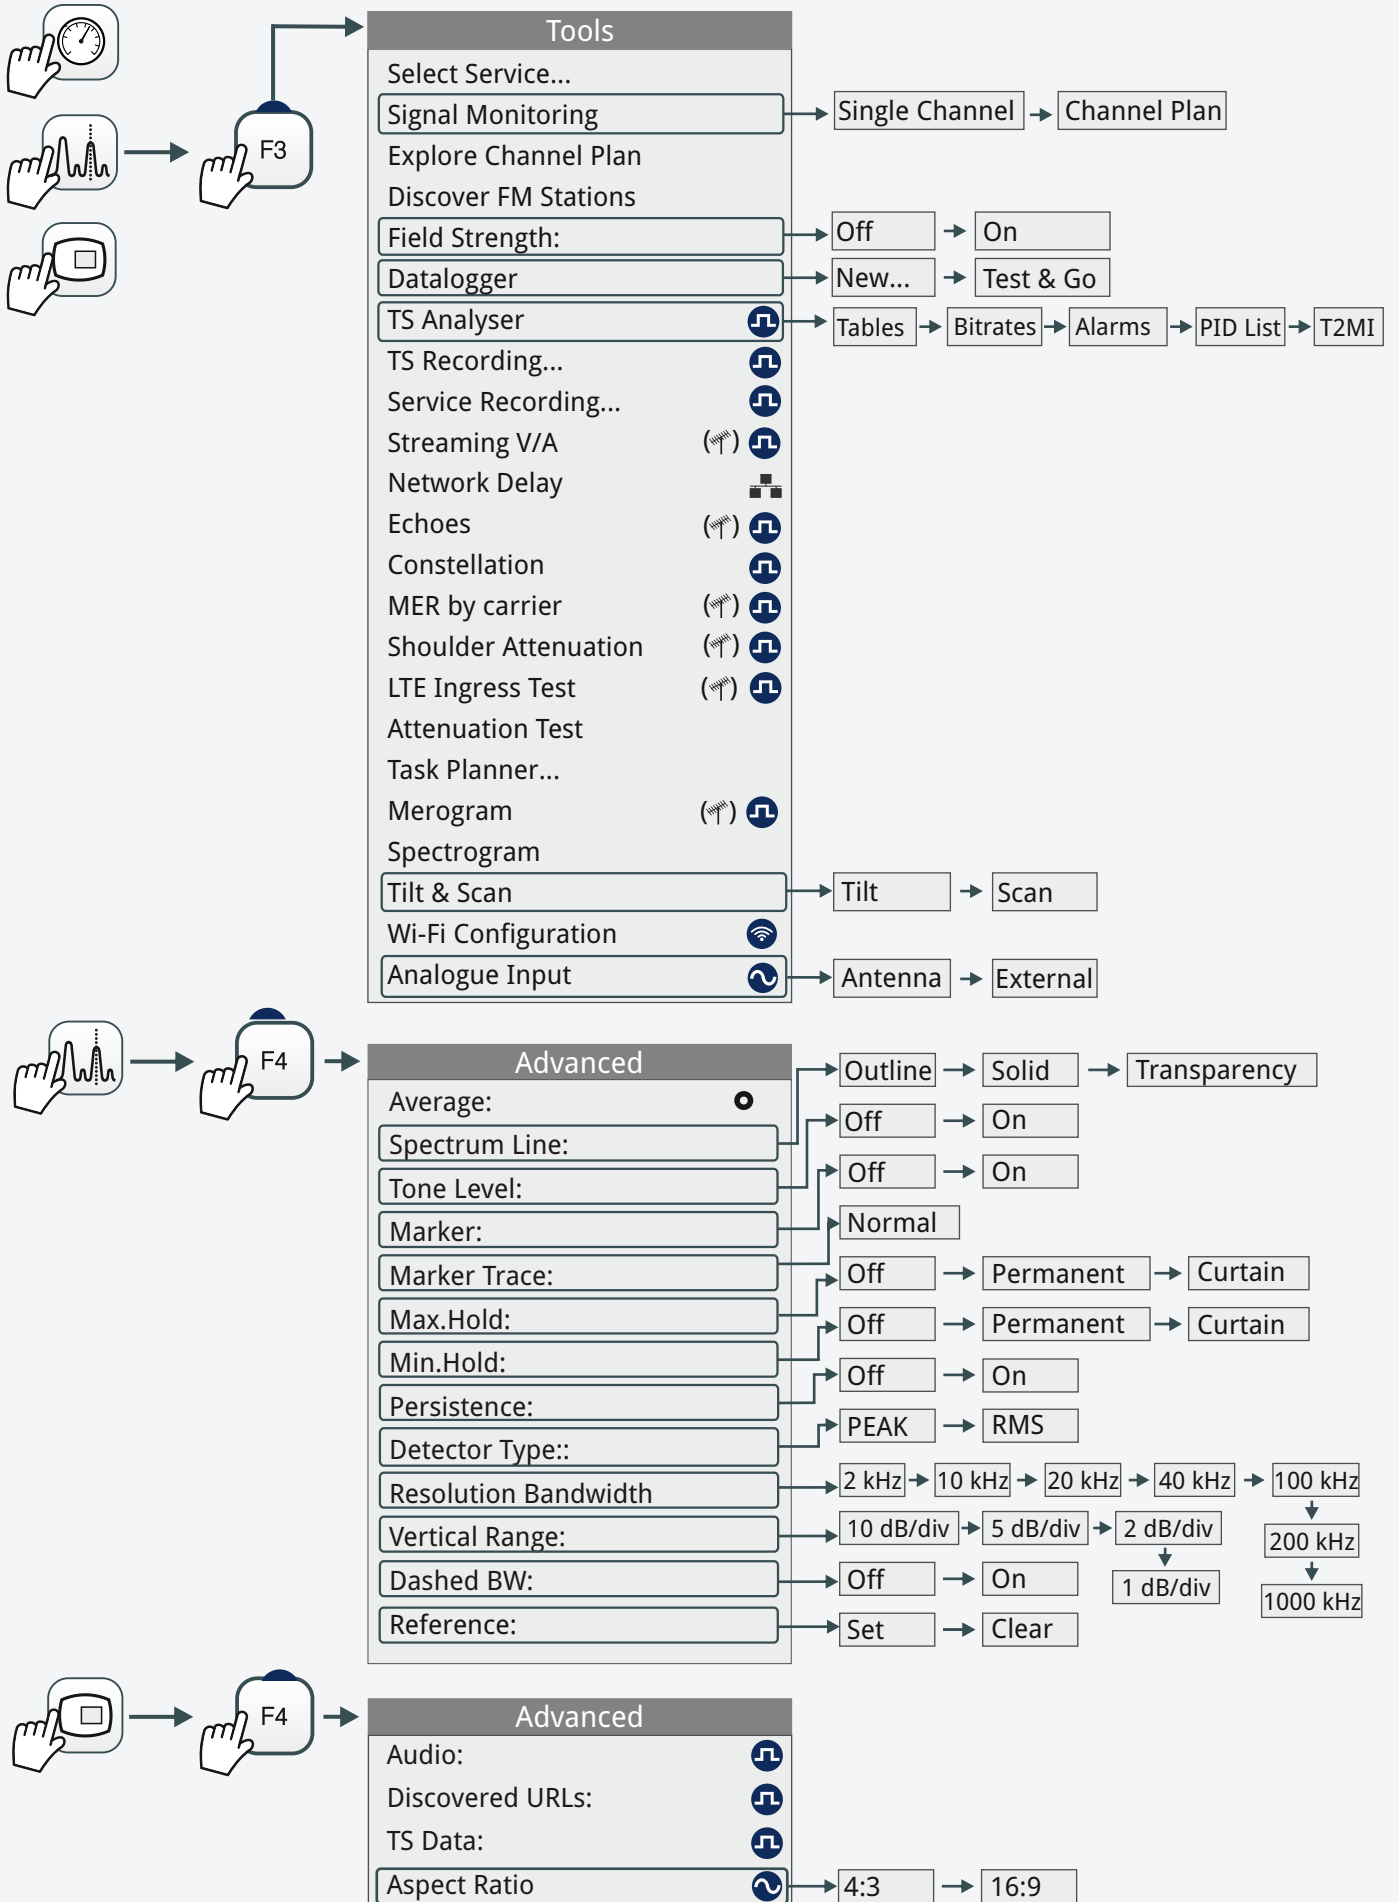 Tools
Select Service...
Signal Monitoring
Single Channel
Channel Plan
F3
Explore Channel Plan
Discover FM Stations
Field Strength:
Off
On
Datalogger
New...
Test & Go
TS Analyser
Tables
Bitrates
Alarms
PID List
T2MI
TS Recording...
Service Recording...
Streaming V/A
Network Delay
Echoes
Constellation
MER by carrier
Shoulder Attenuation
LTE Ingress Test
Attenuation Test
Task Planner...
Merogram
Spectrogram
Tilt & Scan
Tilt
Scan
Wi-Fi Configuration
Analogue Input
Antenna
External
F4
Advanced
Average:
Spectrum Line:
Outline
Solid
Transparency
Tone Level:
Off
On
Marker:
Off
On
Marker Trace:
Normal
Max.Hold:
Off
Permanent
Curtain
Min.Hold:
Off
Permanent
Curtain
Persistence:
Off
On
Detector Type::
PEAK
RMS
Resolution Bandwidth
2 kHz
10 kHz
20 kHz
40 kHz
100 kHz
200 kHz
1000 kHz
Vertical Range:
10 dB/div
5 dB/div
2 dB/div
1 dB/div
Dashed BW:
Off
On
Reference:
Set
Clear
F4
Advanced
Audio:
Discovered URLs:
TS Data:
Aspect Ratio
4:3
16:9